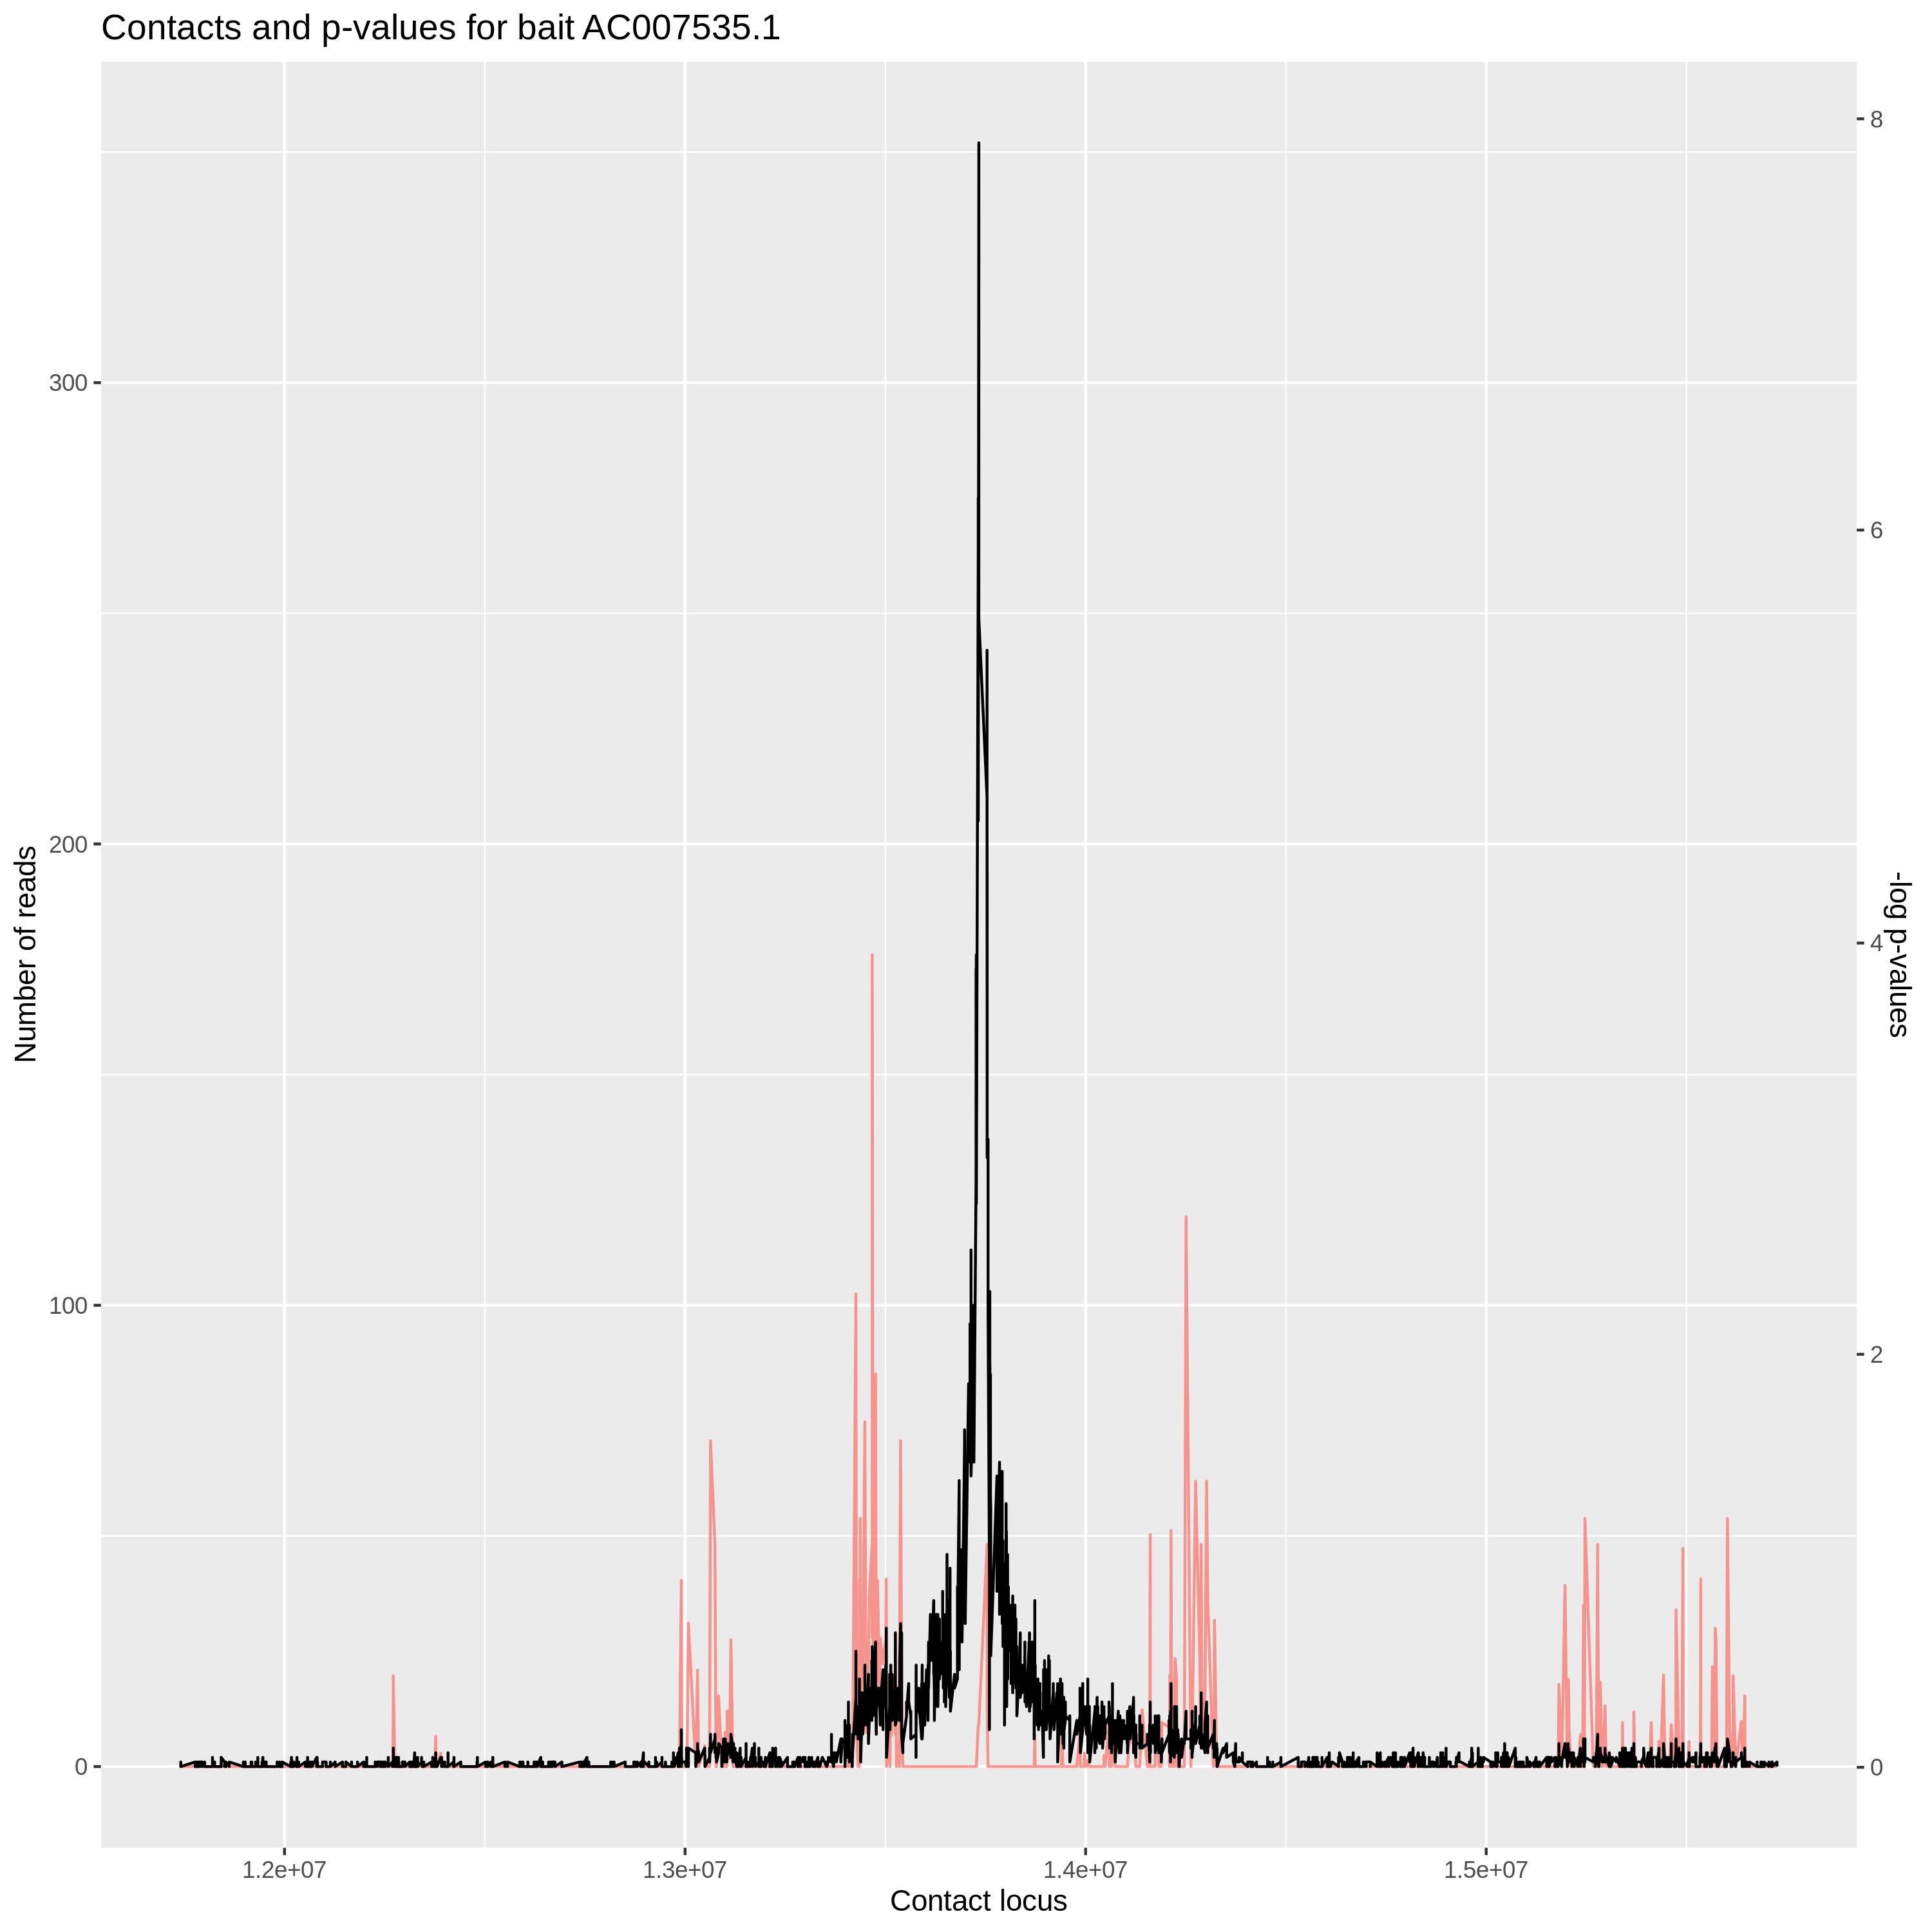 Contacts and p-values for bait AC007535.1
300
200
100
0
Number of reads
8
6
4
2
0
-log p-values
1.2e+07
1.3e+07
1.4e+07
1.5e+07
Contact locus